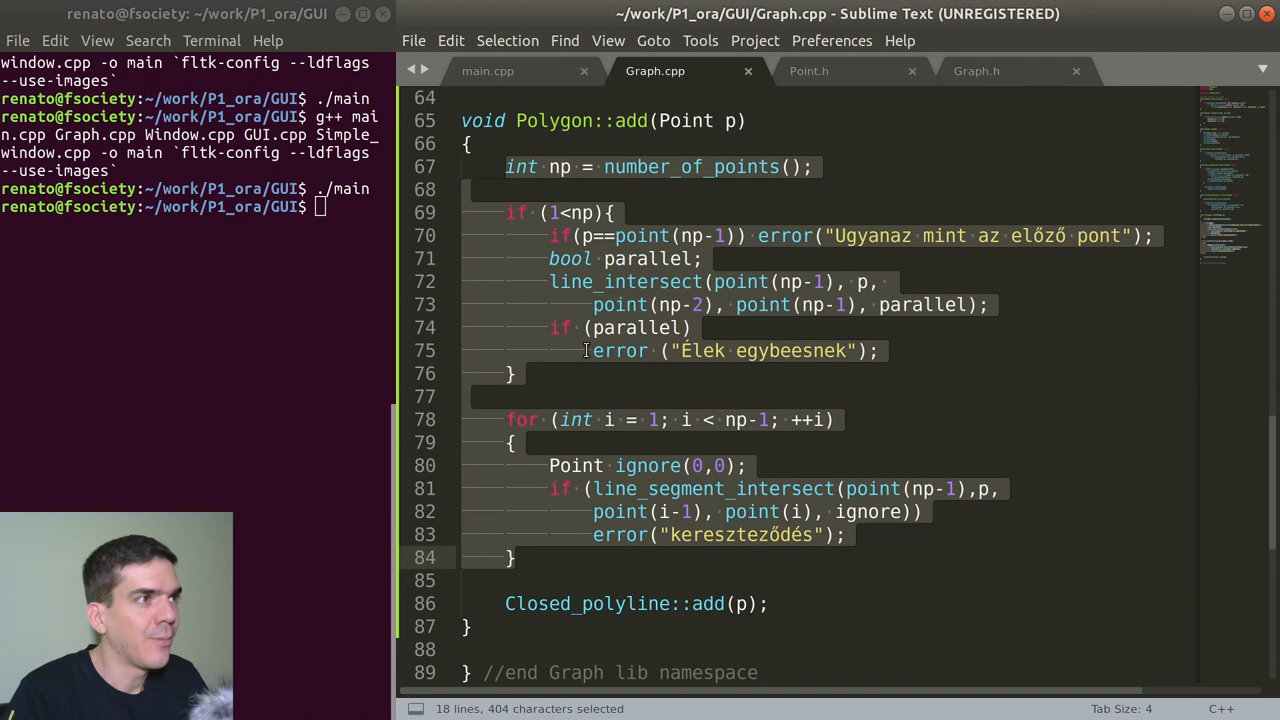 renato@fsociety: ~/work/P1_ora/GUI
File Edit View Search Terminal Help
window.cpp -o main `fltk-config --ldflags
--use-images`
renato@fsociety:~/work/P1_ora/GUI$ ./main
renato@fsociety:~/work/P1_ora/GUI$ g++ mai
n.cpp Graph.cpp Window.cpp GUI.cpp Simple_
window.cpp -o main `fltk-config --ldflags
--use-images`
renato@fsociety:~/work/P1_ora/GUI$ ./main
renato@fsociety:~/work/P1_ora/GUI$
~/work/P1_ora/GUI/Graph.cpp - Sublime Text (UNREGISTERED)
File Edit Selection Find View Goto Tools Project Preferences Help
main.cpp Graph.cpp Point.h Graph.h
64
65 void Polygon::add(Point p)
66 {
67 int np = number_of_points();
68
69 if (1<np){
70 if(p==point(np-1)) error("Ugyanaz mint az előző pont");
71 bool parallel;
72 line_intersect(point(np-1), p,
73 point(np-2), point(np-1), parallel);
74 if (parallel)
75 error ("Élek egybeesnek");
76 }
77
78 for (int i = 1; i < np-1; ++i)
79 {
80 Point ignore(0,0);
81 if (line_segment_intersect(point(np-1),p,
82 point(i-1), point(i), ignore))
83 error("kereszteződés");
84 }
85
86 Closed_polyline::add(p);
87 }
88
89 } //end Graph lib namespace
18 lines, 404 characters selected
Tab Size: 4
C++